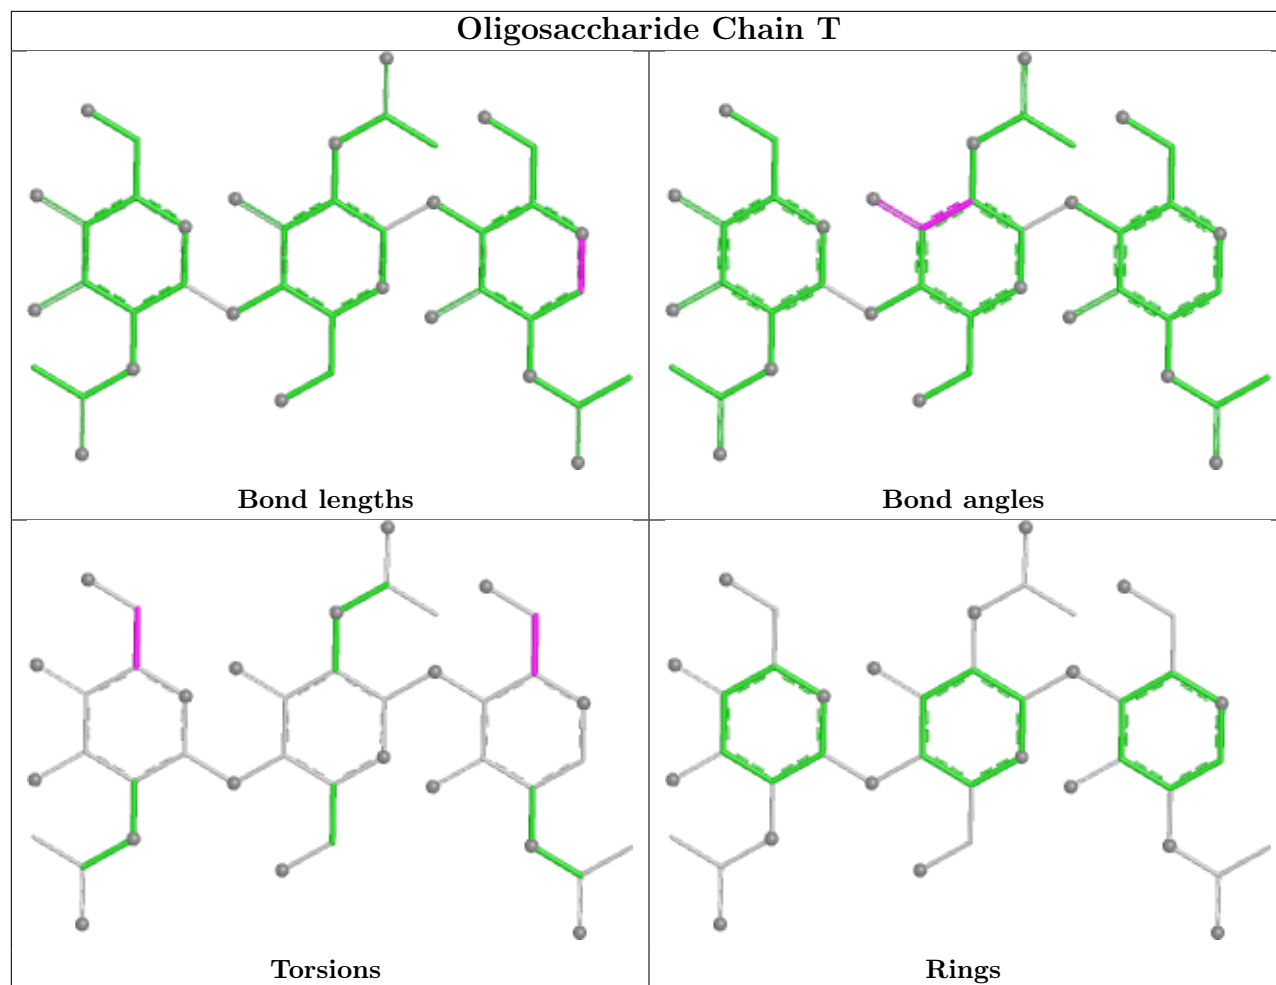 Oligosaccharide Chain T
Bond lengths
Bond angles
Torsions
Rings